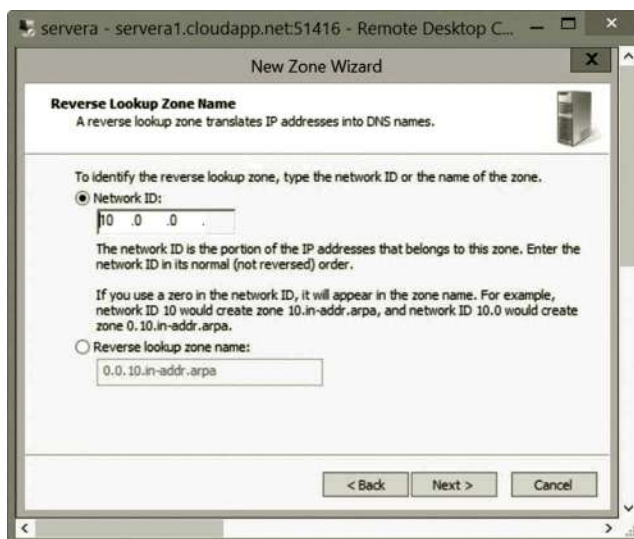 servera - servera1.cloudapp.net:51416 - Remote Desktop C...
New Zone Wizard
Reverse Lookup Zone Name
A reverse lookup zone translates IP addresses into DNS names.
To identify the reverse lookup zone, type the network ID or the name of the zone.
Network ID:
10 .0 .0 .
The network ID is the portion of the IP addresses that belongs to this zone. Enter the
network ID in its normal (not reversed) order.
If you use a zero in the network ID, it will appear in the zone name. For example,
network ID 10 would create zone 10.in-addr.arpa, and network ID 10.0 would create
zone 0.10.in-addr.arpa.
Reverse lookup zone name:
0.0.10.in-addr.arpa
< Back Next > Cancel